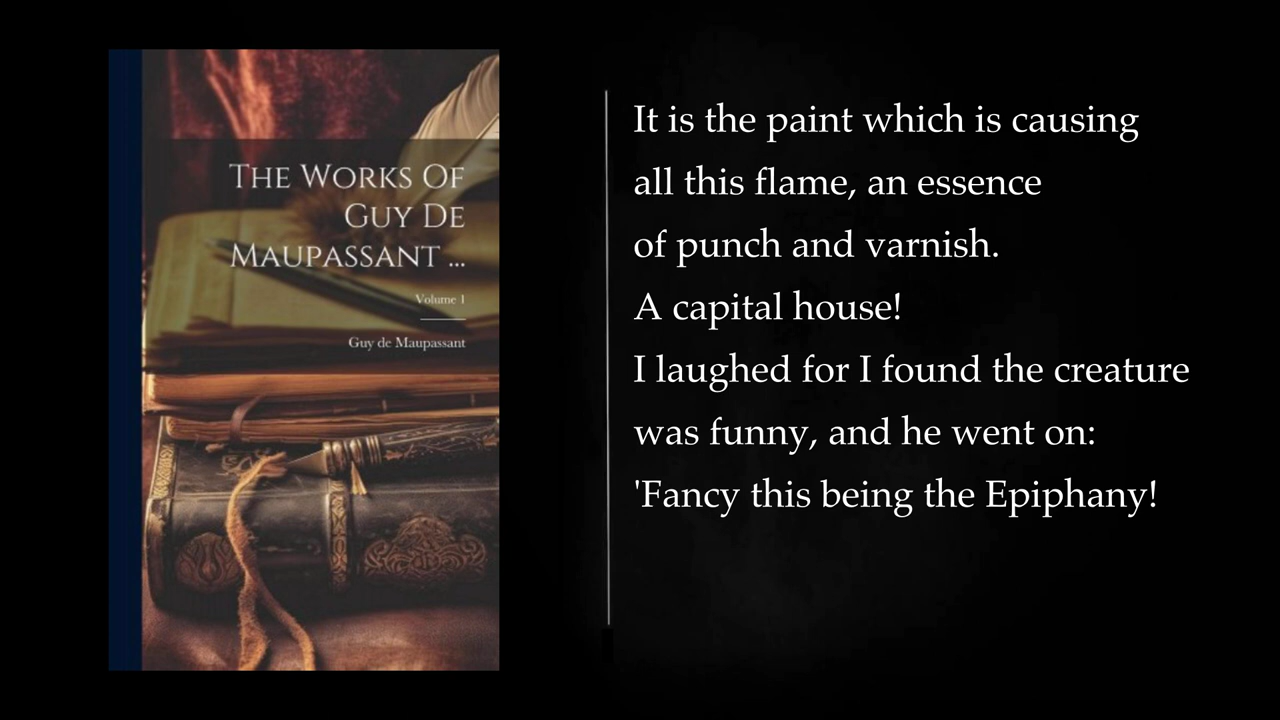 THE WORKS OF
GUY DE
MAUPASSANT ...
Volume 1
Guy de Maupassant
It is the paint which is causing
all this flame, an essence
of punch and varnish.
A capital house!
I laughed for I found the creature
was funny, and he went on:
'Fancy this being the Epiphany!